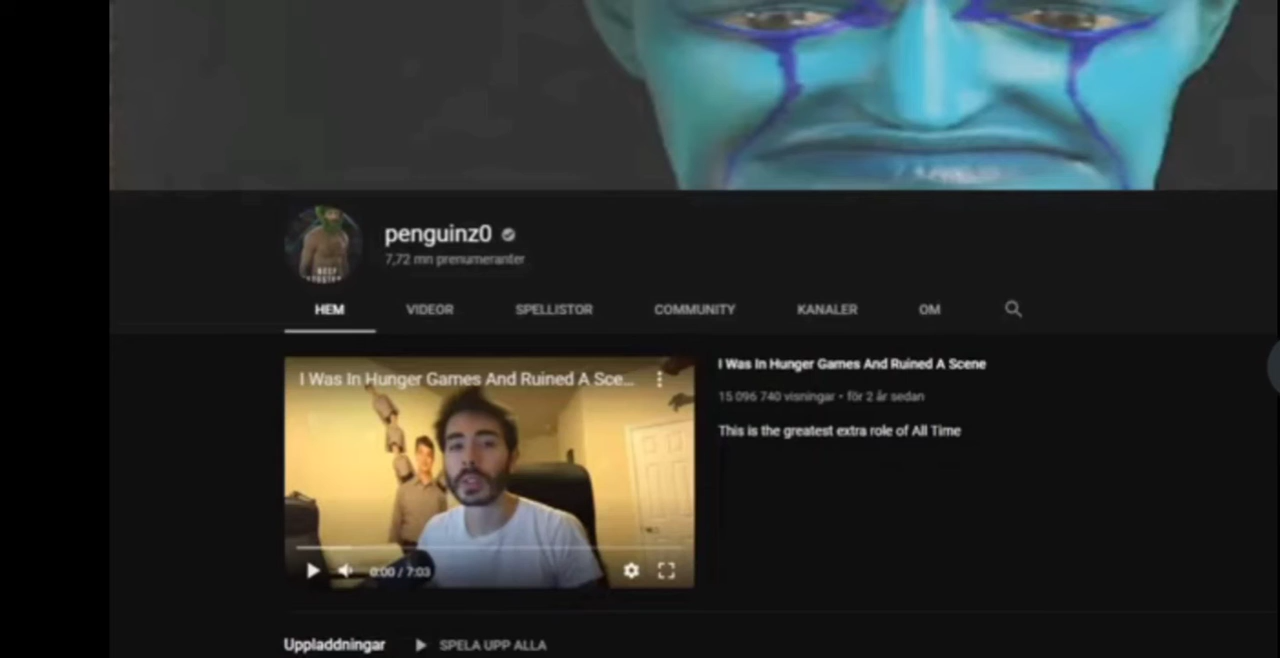 penguinz0
7,72 mn prenumeranter
HEM VIDEOR SPELLISTOR COMMUNITY KANALER OM
I Was In Hunger Games And Ruined A Sce...
0:00 / 7:03
I Was In Hunger Games And Ruined A Scene
15 096 740 visningar • för 2 år sedan
This is the greatest extra role of All Time
Uppladdningar SPELA UPP ALLA